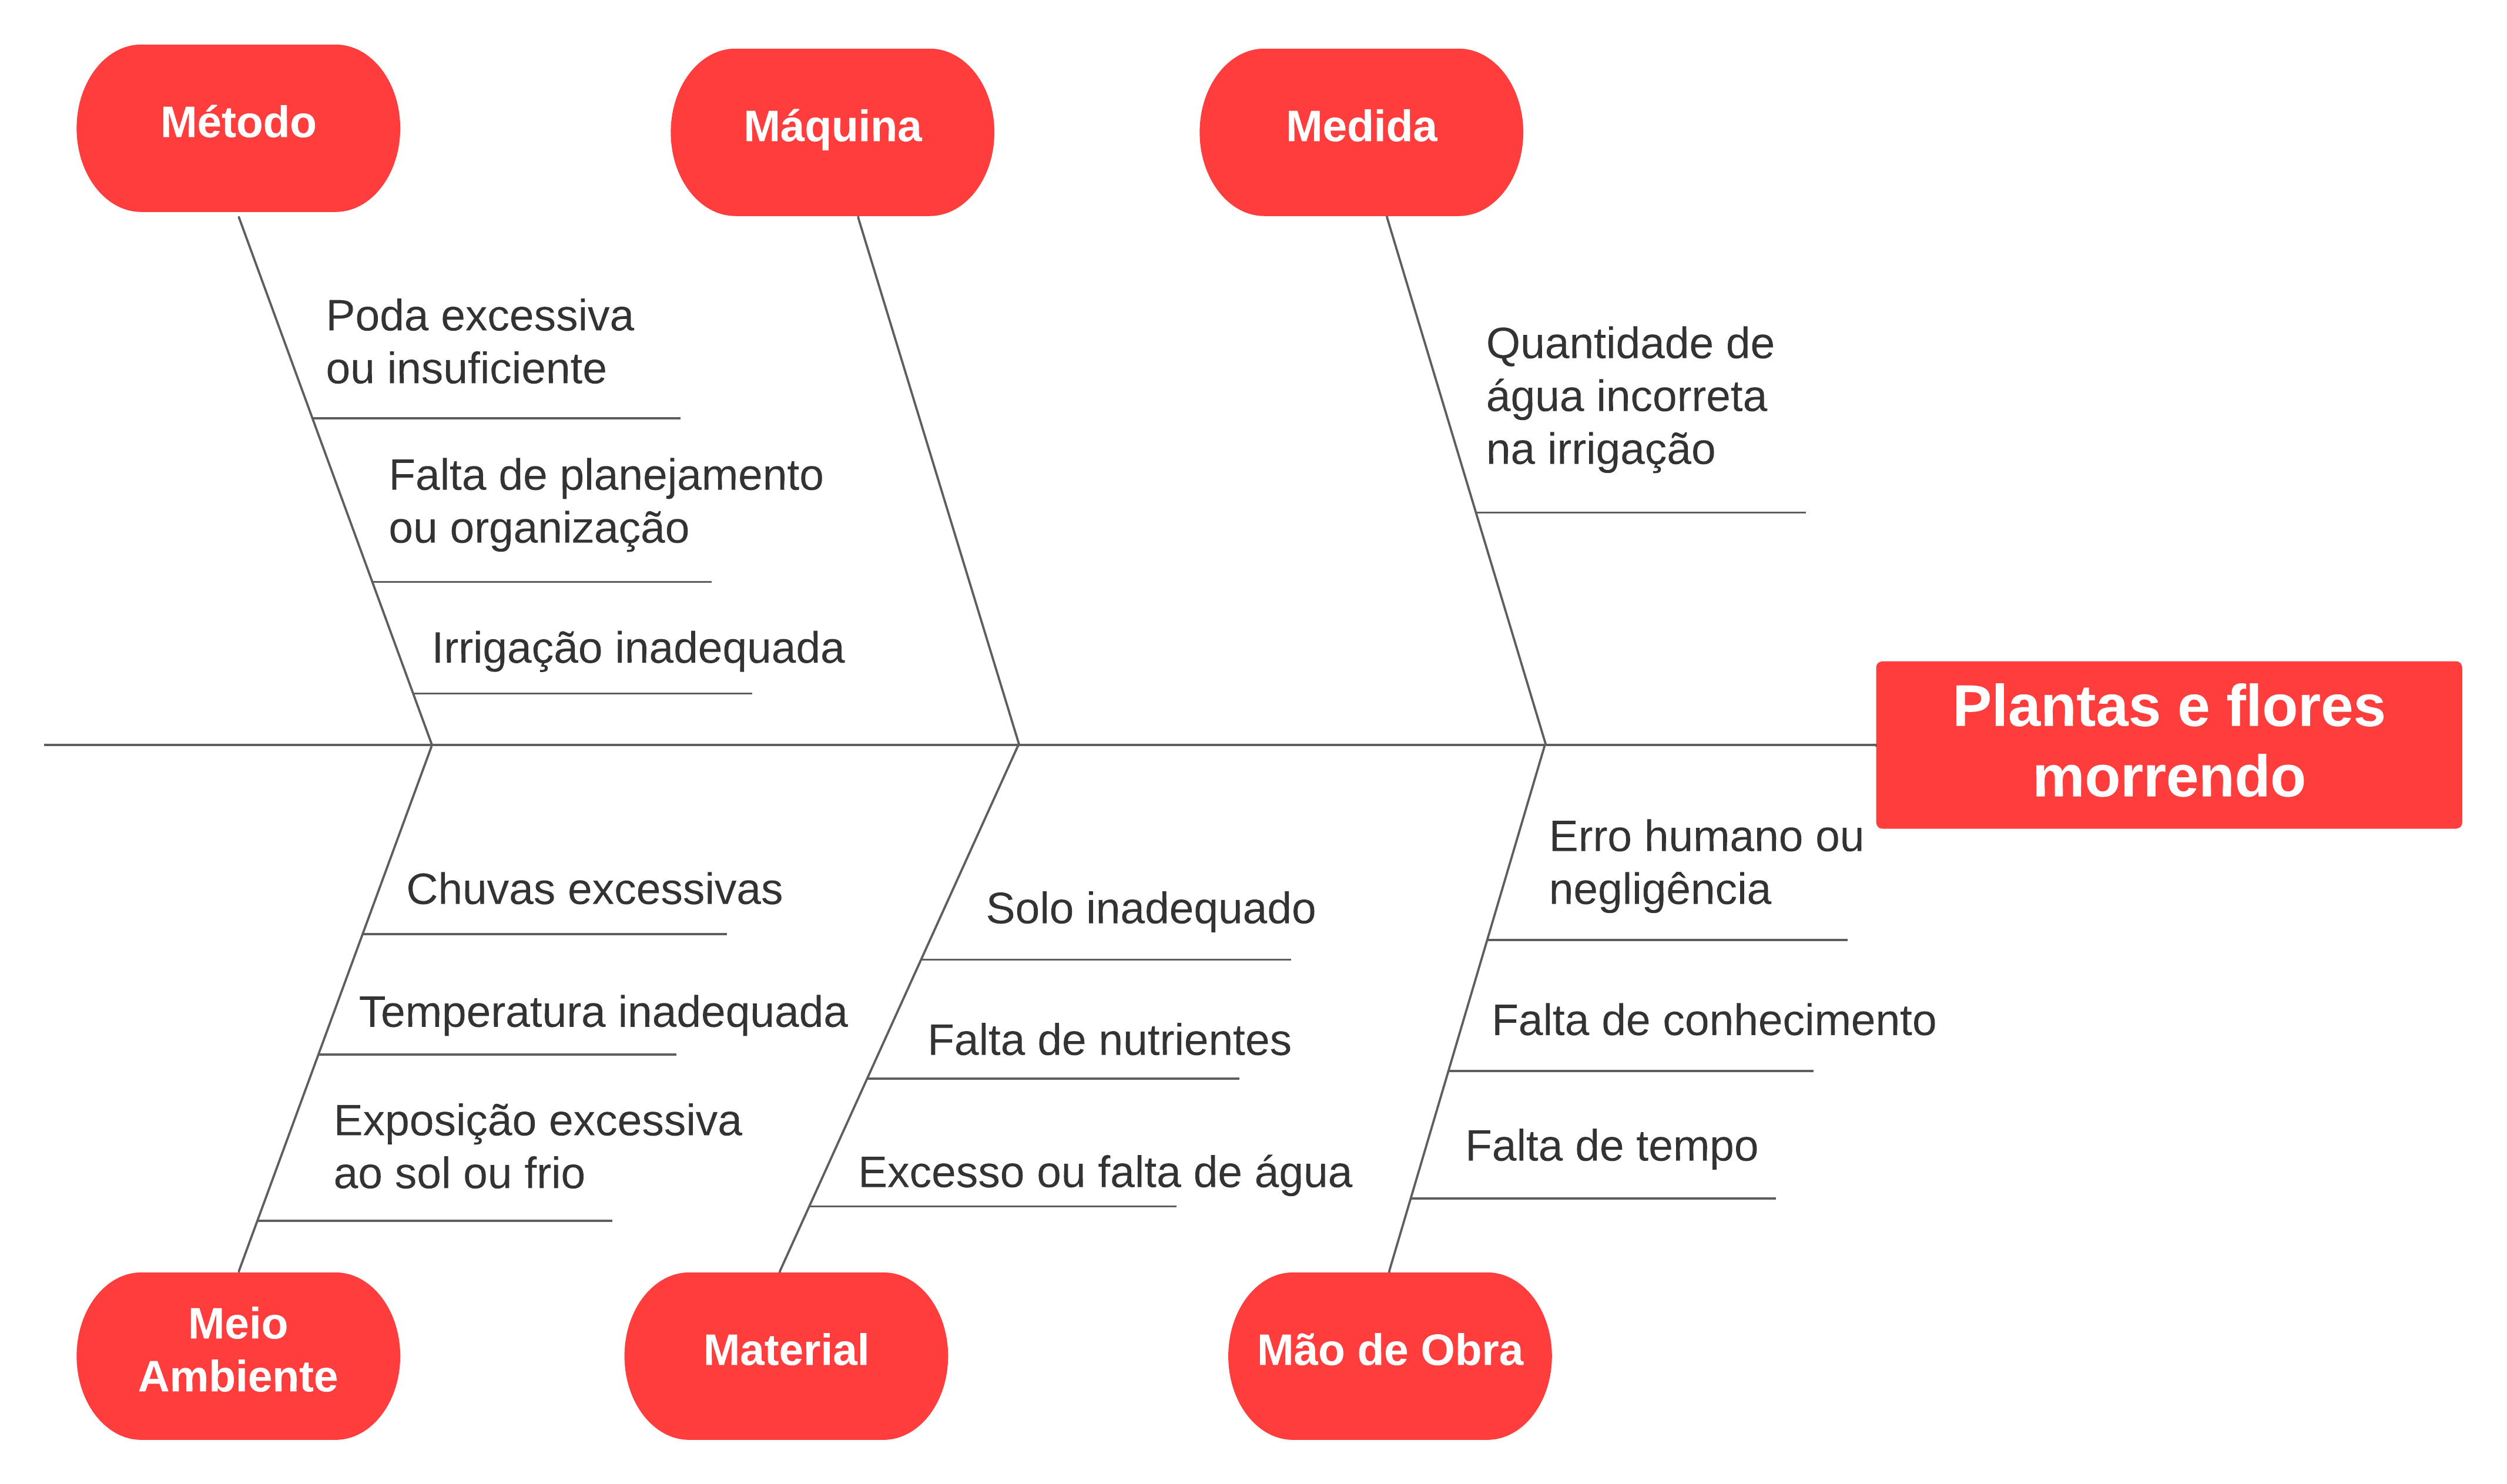 Método
Máquina
Medida
Poda excessiva
ou insuficiente
Falta de planejamento
ou organização
Irrigação inadequada
Quantidade de
água incorreta
na irrigação
Plantas e flores
morrendo
Chuvas excessivas
Temperatura inadequada
Exposição excessiva
ao sol ou frio
Solo inadequado
Falta de nutrientes
Excesso ou falta de água
Erro humano ou
negligência
Falta de conhecimento
Falta de tempo
Meio
Ambiente
Material
Mão de Obra